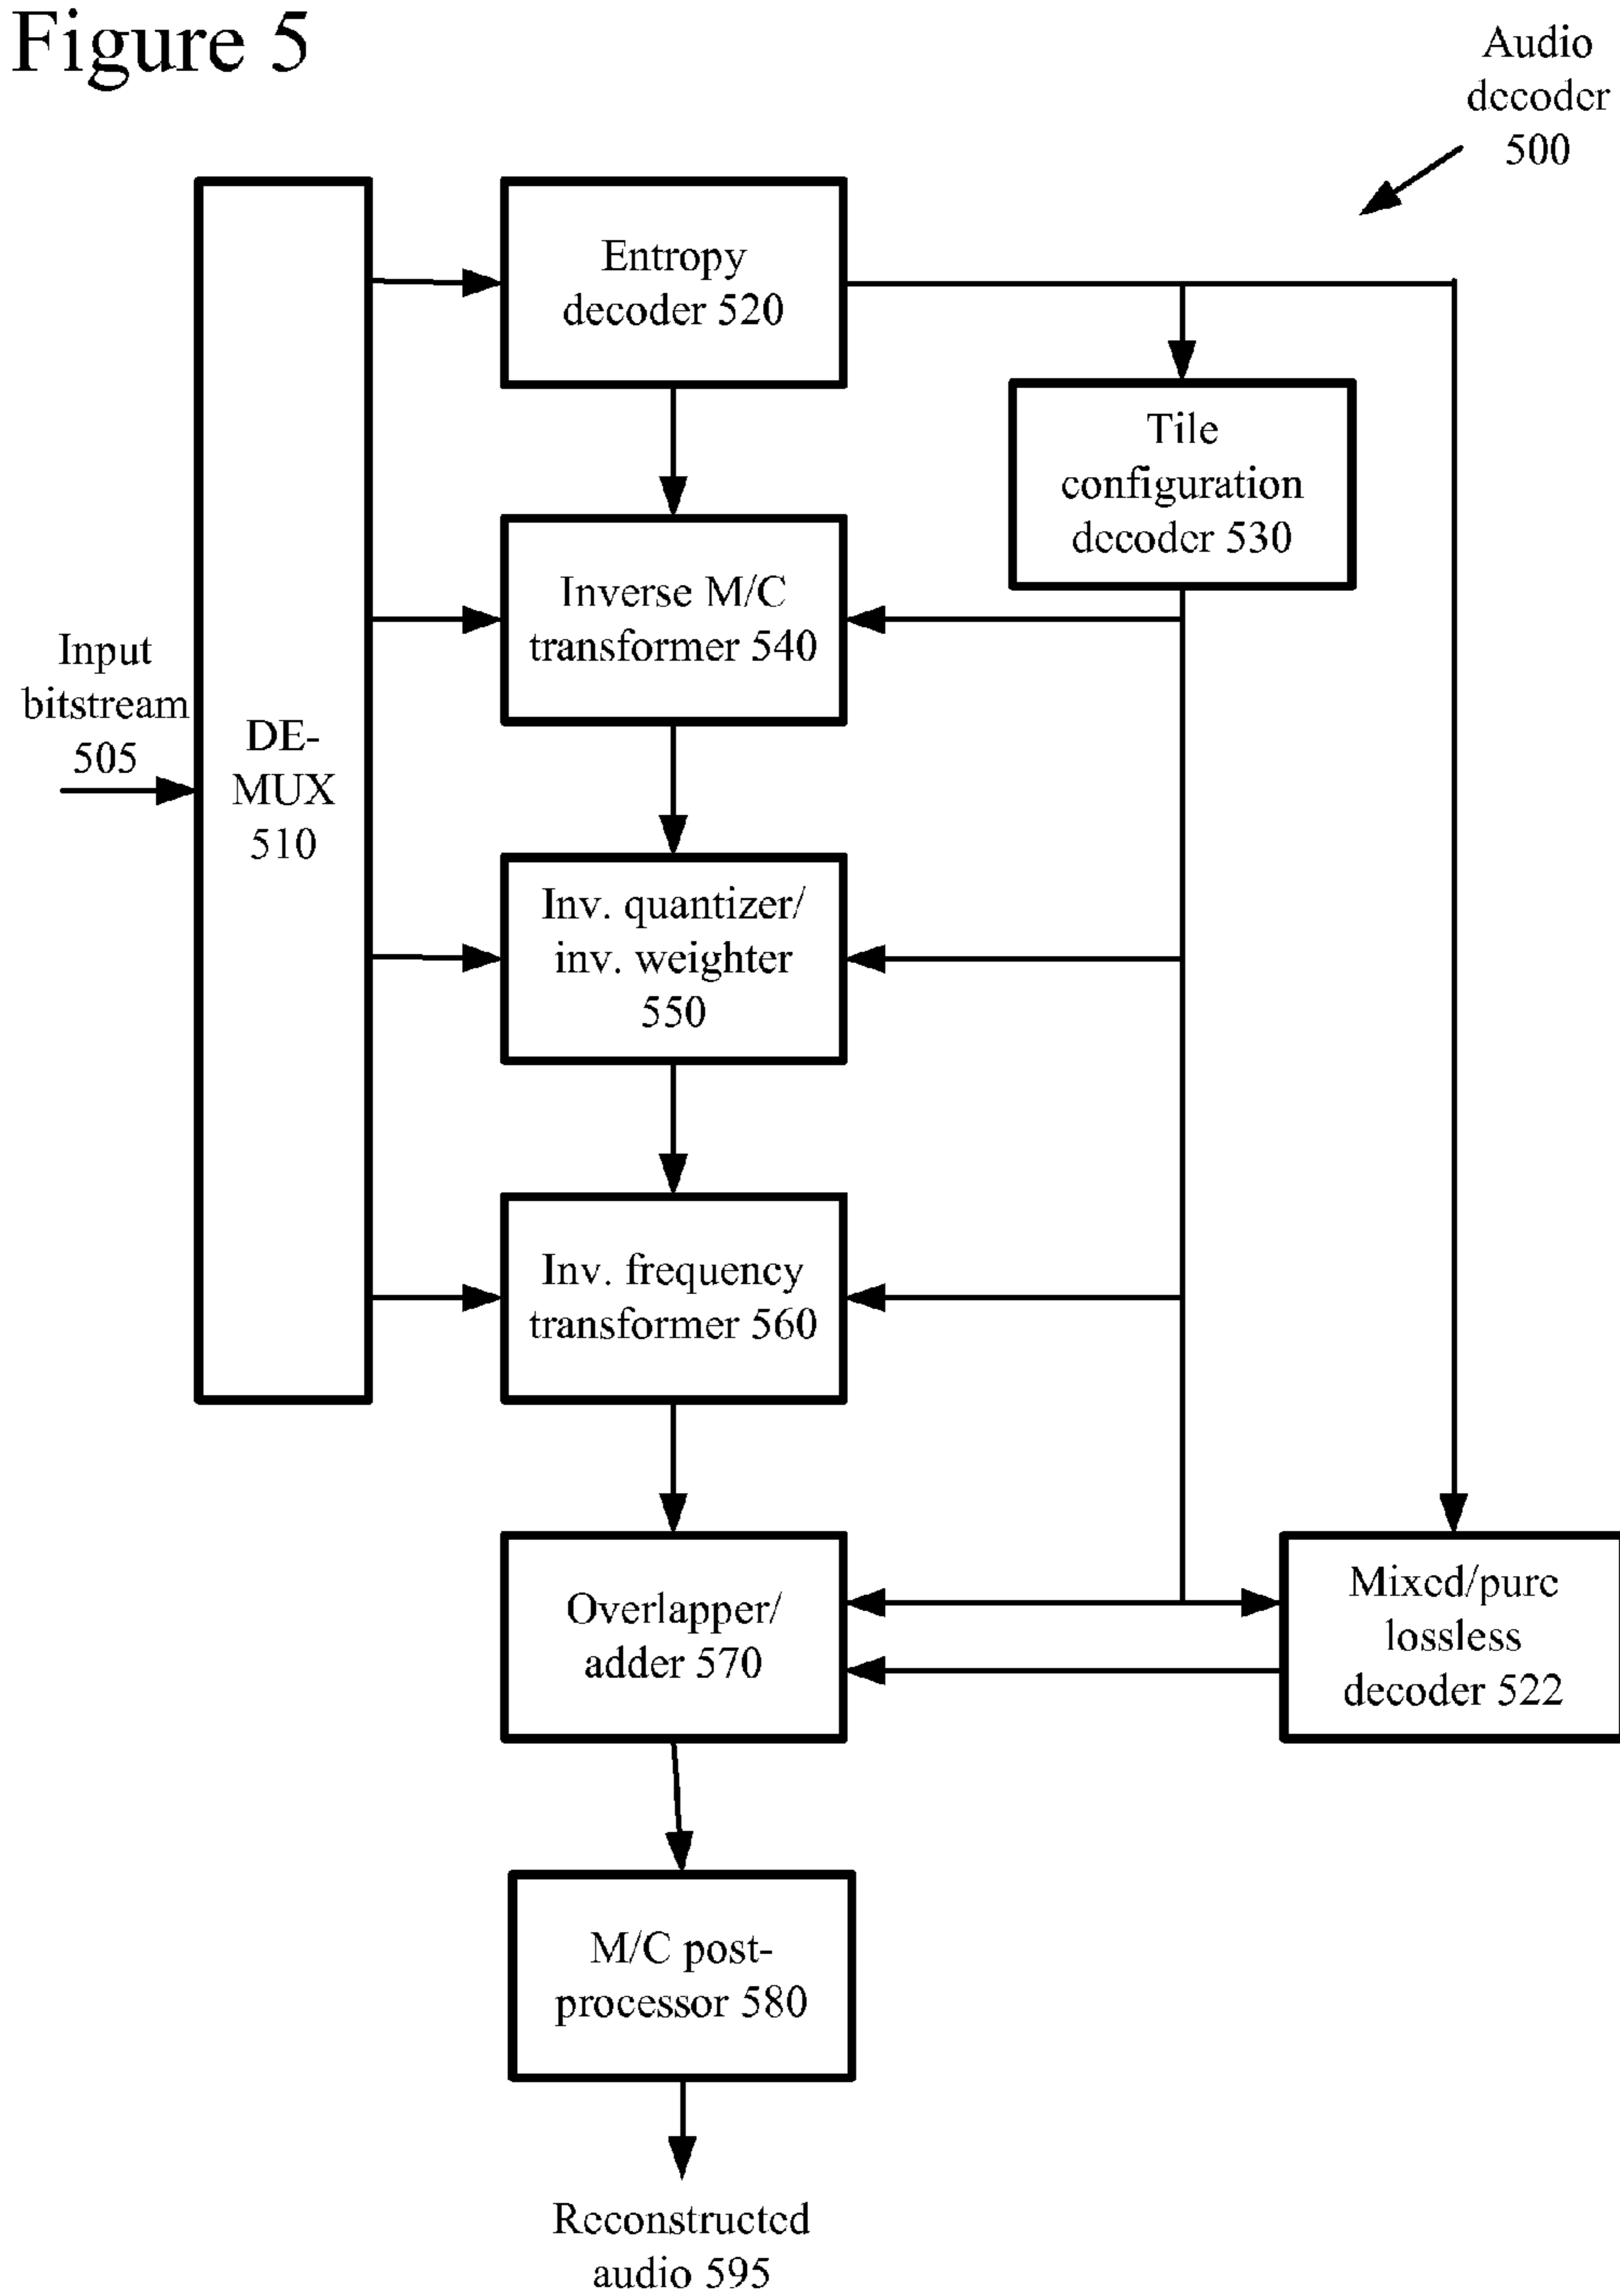 Figure 5
Audio
decoder
500
Entropy
decoder 520
Tile
configuration
decoder 530
Inverse M/C
transformer 540
Input
bitstream
505
DE-
MUX
510
Inv. quantizer/
inv. weighter
550
Inv. frequency
transformer 560
Overlapper/
adder 570
Mixed/pure
lossless
decoder 522
M/C post-
processor 580
Reconstructed
audio 595